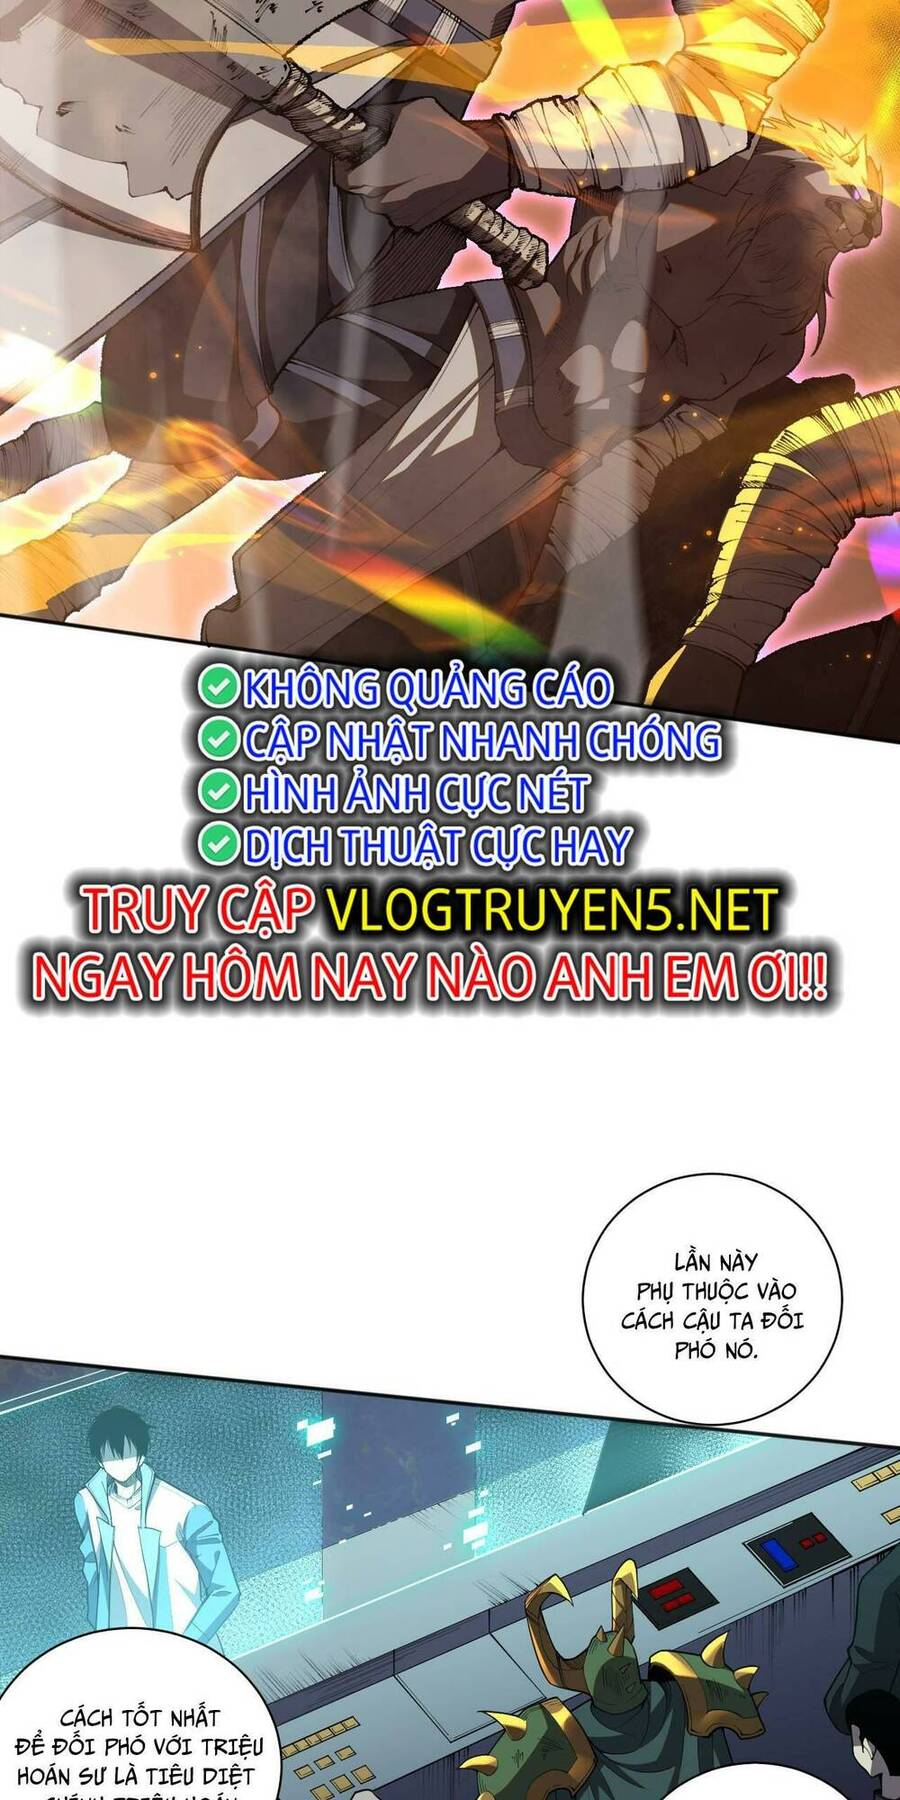 KHÔNG QUẢNG CÁO
CẬP NHẬT NHANH CHÓNG
HÌNH ẢNH CỰC NÉT
DỊCH THUẬT CỰC HAY
TRUY CẬP VLOGTRUYEN5.NET
NGAY HÔM NAY NÀO ANH EM ƠI!!
LẦN NÀY
PHỤ THUỘC VÀO
CÁCH CẬU TA ĐỐI
PHÓ NÓ.
CÁCH TỐT NHẤT
ĐỂ ĐỐI PHÓ VỚI TRIỆU
HOÁN SƯ LÀ TIÊU DIỆT